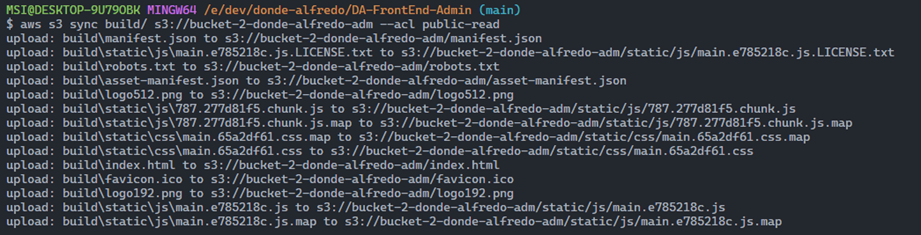 MSI@DESKTOP-9U79OBK MINGW64 /e/dev/donde-alfredo/DA-FrontEnd-Admin (main)
$ aws s3 sync build/ s3://bucket-2-donde-alfredo-adm --acl public-read
upload: build\manifest.json to s3://bucket-2-donde-alfredo-adm/manifest.json
upload: build\static\js\main.e785218c.js.LICENSE.txt to s3://bucket-2-donde-alfredo-adm/static/js/main.e785218c.js.LICENSE.txt
upload: build\robots.txt to s3://bucket-2-donde-alfredo-adm/robots.txt
upload: build\asset-manifest.json to s3://bucket-2-donde-alfredo-adm/asset-manifest.json
upload: build\logo512.png to s3://bucket-2-donde-alfredo-adm/logo512.png
upload: build\static\js\787.277d81f5.chunk.js to s3://bucket-2-donde-alfredo-adm/static/js/787.277d81f5.chunk.js
upload: build\static\js\787.277d81f5.chunk.js.map to s3://bucket-2-donde-alfredo-adm/static/js/787.277d81f5.chunk.js.map
upload: build\static\css\main.65a2df61.css.map to s3://bucket-2-donde-alfredo-adm/static/css/main.65a2df61.css.map
upload: build\static\css\main.65a2df61.css to s3://bucket-2-donde-alfredo-adm/static/css/main.65a2df61.css
upload: build\index.html to s3://bucket-2-donde-alfredo-adm/index.html
upload: build\favicon.ico to s3://bucket-2-donde-alfredo-adm/favicon.ico
upload: build\logo192.png to s3://bucket-2-donde-alfredo-adm/logo192.png
upload: build\static\js\main.e785218c.js to s3://bucket-2-donde-alfredo-adm/static/js/main.e785218c.js
upload: build\static\js\main.e785218c.js.map to s3://bucket-2-donde-alfredo-adm/static/js/main.e785218c.js.map